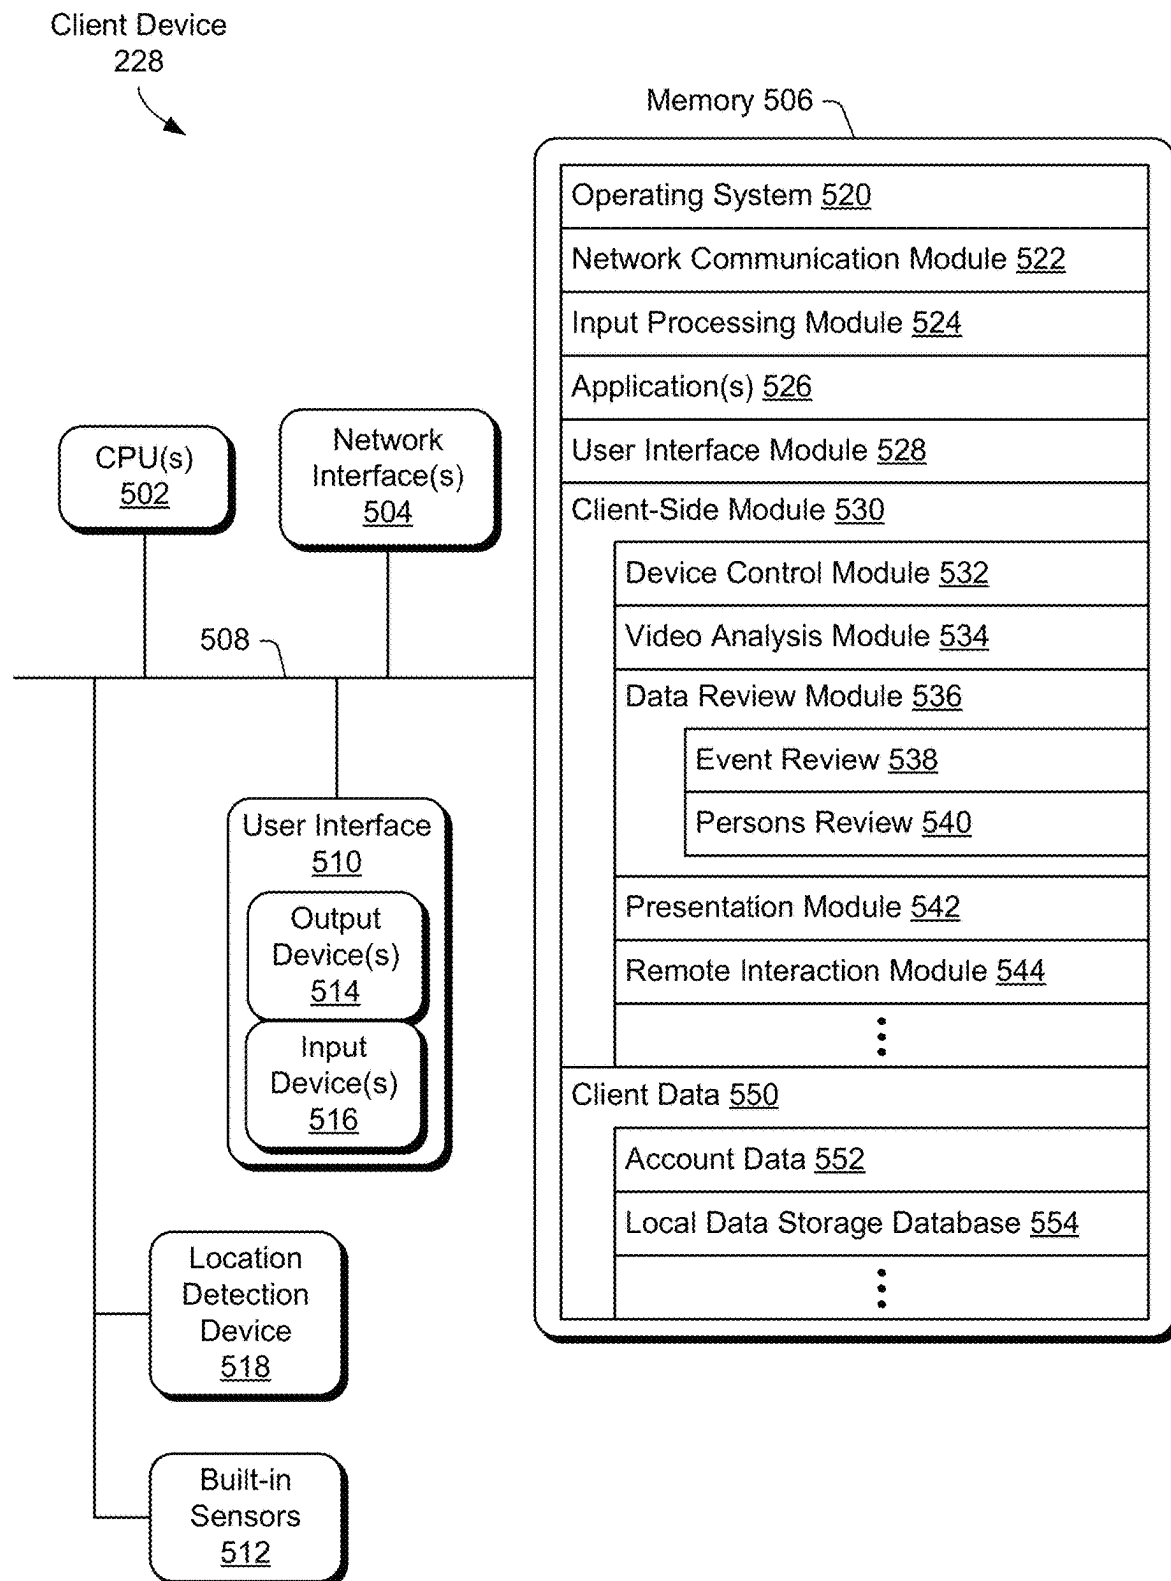 Client Device
228
Memory 506
Operating System 520
Network Communication Module 522
Input Processing Module 524
Application(s) 526
User Interface Module 528
Client-Side Module 530
Device Control Module 532
Video Analysis Module 534
Data Review Module 536
Event Review 538
Persons Review 540
Presentation Module 542
Remote Interaction Module 544
Client Data 550
Account Data 552
Local Data Storage Database 554
CPU(s)
502
Network
Interface(s)
504
508
User Interface
510
Output
Device(s)
514
Input
Device(s)
516
Location
Detection
Device
518
Built-in
Sensors
512